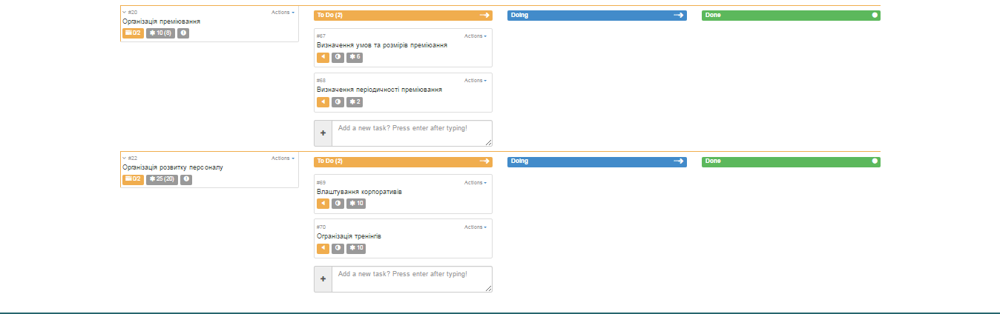 #20 Actions
Організація преміювання
0/2 10 (8)
To Do (2)
Doing
Done
#67 Actions
Визначення умов та розмірів преміюання
6
#68 Actions
Визначення періодичності преміювання
2
Add a new task? Press enter after typing!
#22 Actions
Організація розвитку персоналу
0/2 25 (20)
To Do (2)
Doing
Done
#69 Actions
Влаштування корпоративів
10
#70 Actions
Огранізація тренінгів
10
Add a new task? Press enter after typing!